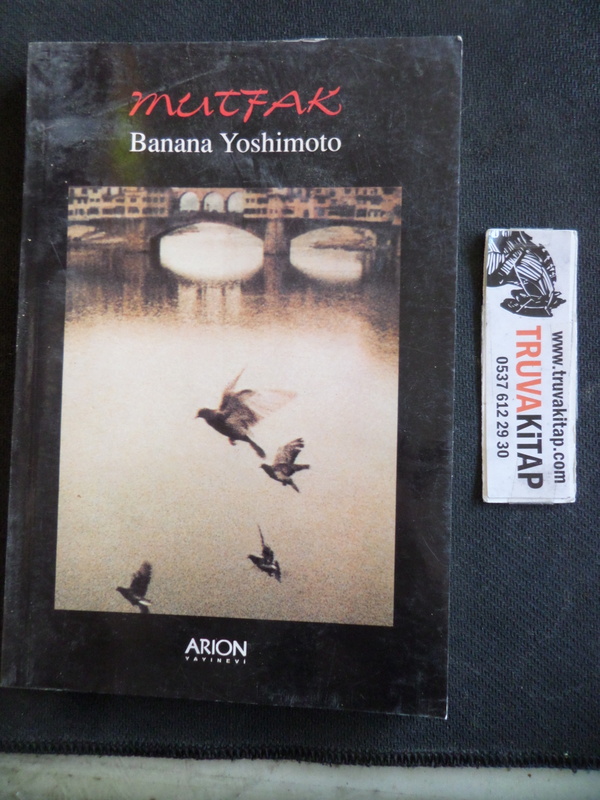 MUTFAK
Banana Yoshimoto
ARION
YAYINEVİ
www.truvakitap.com
TRUVAKİTAP
0537 612 29 30